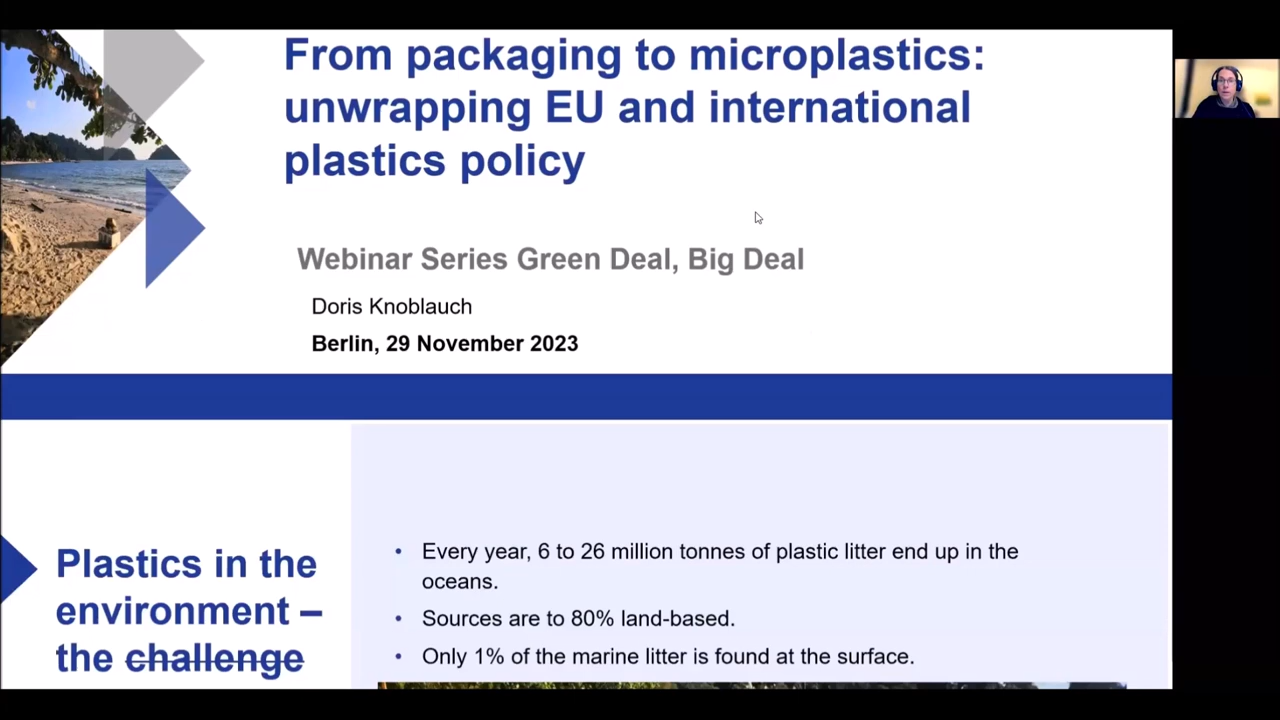 From packaging to microplastics:
unwrapping EU and international
plastics policy
Webinar Series Green Deal, Big Deal
Doris Knoblauch
Berlin, 29 November 2023
Plastics in the
environment –
the challenge
• Every year, 6 to 26 million tonnes of plastic litter end up in the
oceans.
• Sources are to 80% land-based.
• Only 1% of the marine litter is found at the surface.